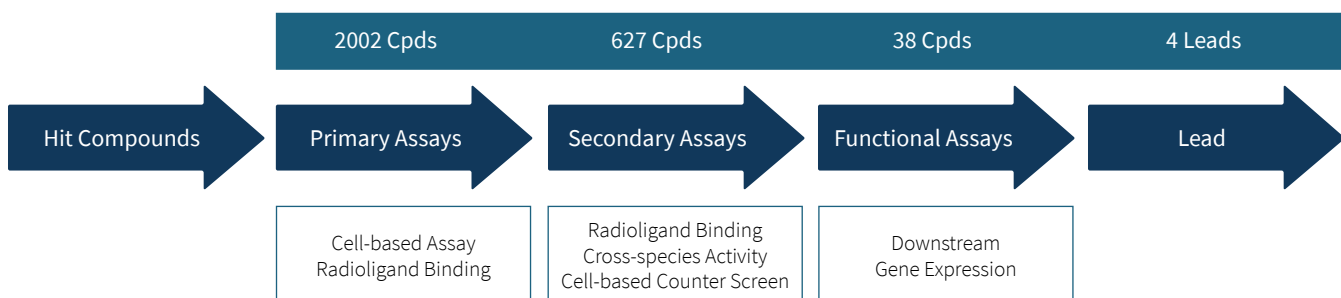 2002 Cpds
627 Cpds
38 Cpds
4 Leads
Hit Compounds
Primary Assays
Secondary Assays
Functional Assays
Lead
Cell-based Assay
Radioligand Binding
Radioligand Binding
Cross-species Activity
Cell-based Counter Screen
Downstream
Gene Expression